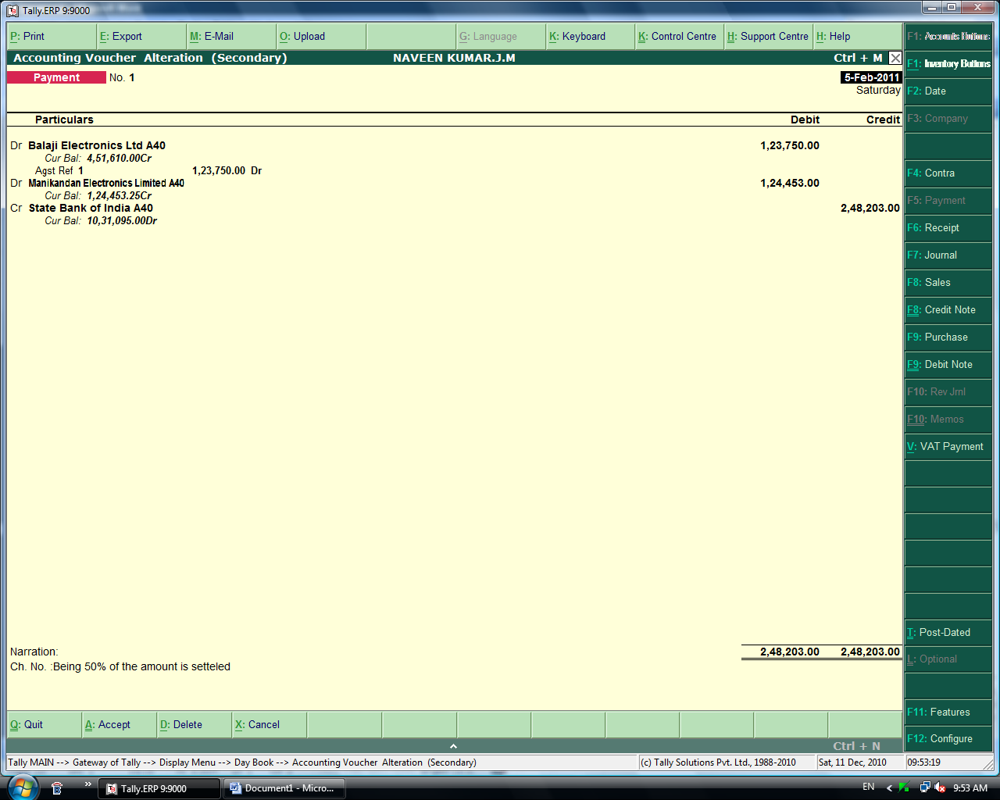 Tally.ERP 9:9000
P: Print E: Export M: E-Mail O: Upload G: Language K: Keyboard K: Control Centre H: Support Centre H: Help
Accounting Voucher Alteration (Secondary) NAVEEN KUMAR.J.M Ctrl + M
Payment No. 1 5-Feb-2011
Saturday
Particulars Debit Credit
Dr Balaji Electronics Ltd A40 1,23,750.00
Cur Bal: 4,51,610.00Cr
Agst Ref 1 1,23,750.00 Dr
Dr Manikandan Electronics Limited A40 1,24,453.00
Cur Bal: 1,24,453.25Cr
Cr State Bank of India A40 2,48,203.00
Cur Bal: 10,31,095.00Dr
Narration: 2,48,203.00 2,48,203.00
Ch. No. :Being 50% of the amount is setteled
F1: Accounts Buttons
F1: Inventory Buttons
F2: Date
F3: Company
F4: Contra
F5: Payment
F6: Receipt
F7: Journal
F8: Sales
F8: Credit Note
F9: Purchase
F9: Debit Note
F10: Rev Jrnl
F10: Memos
V: VAT Payment
T: Post-Dated
L: Optional
F11: Features
F12: Configure
Q: Quit A: Accept D: Delete X: Cancel
Ctrl + N
Tally MAIN --> Gateway of Tally --> Display Menu --> Day Book --> Accounting Voucher Alteration (Secondary) (c) Tally Solutions Pvt. Ltd., 1988-2010 Sat, 11 Dec, 2010 09:53:19
Tally.ERP 9:9000 Document1 - Micro... EN 9:53 AM